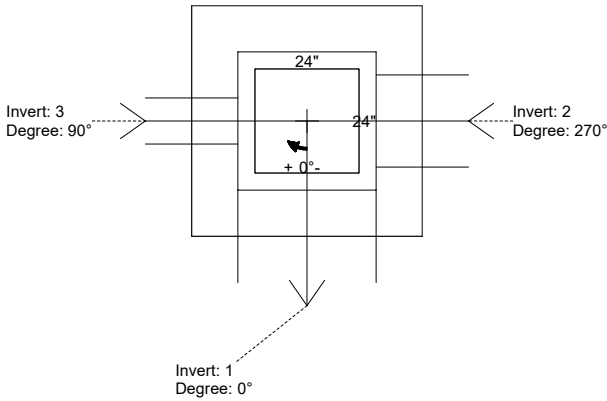 24"
Invert: 3
Degree: 90°
24"
Invert: 2
Degree: 270°
+ 0°-
Invert: 1
Degree: 0°